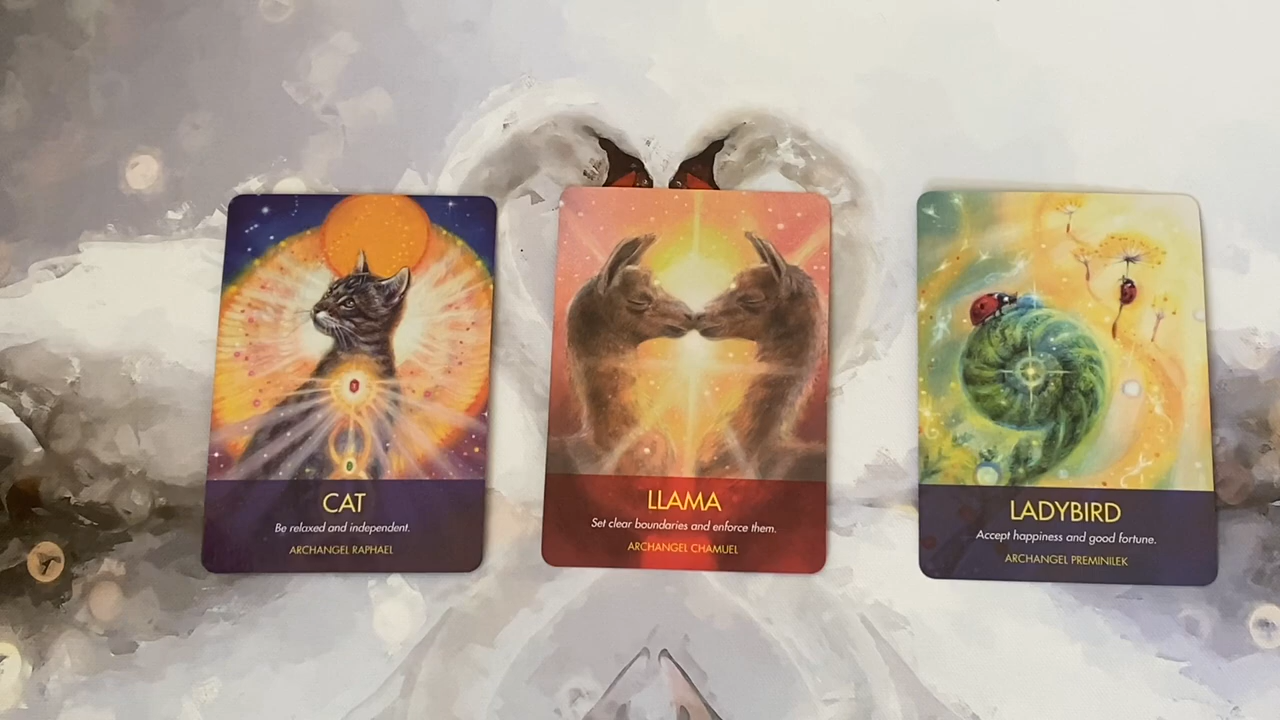 CAT
Be relaxed and independent.
ARCHANGEL RAPHAEL
LLAMA
Set clear boundaries and enforce them.
ARCHANGEL CHAMUEL
LADYBIRD
Accept happiness and good fortune.
ARCHANGEL PREMINILEK